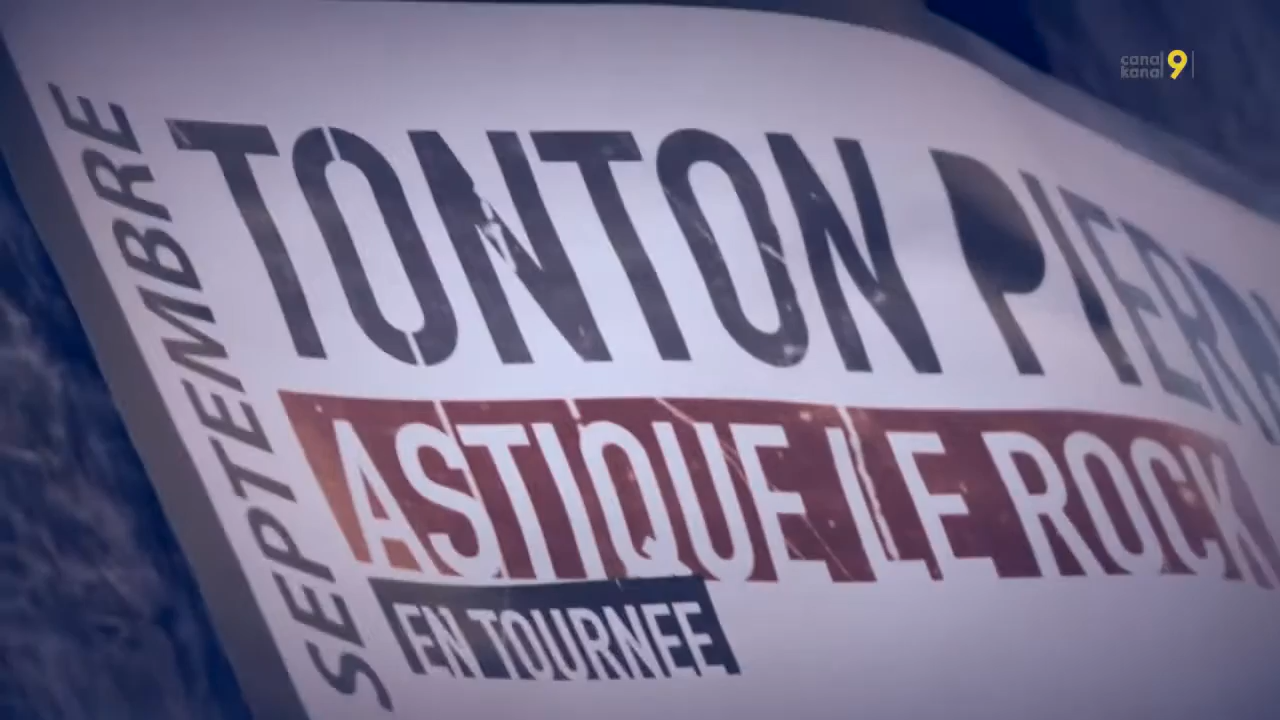 canal
kanal 9
SEPTEMBRE
TONTON
ASTIQUE LE ROCK
EN TOURNEE